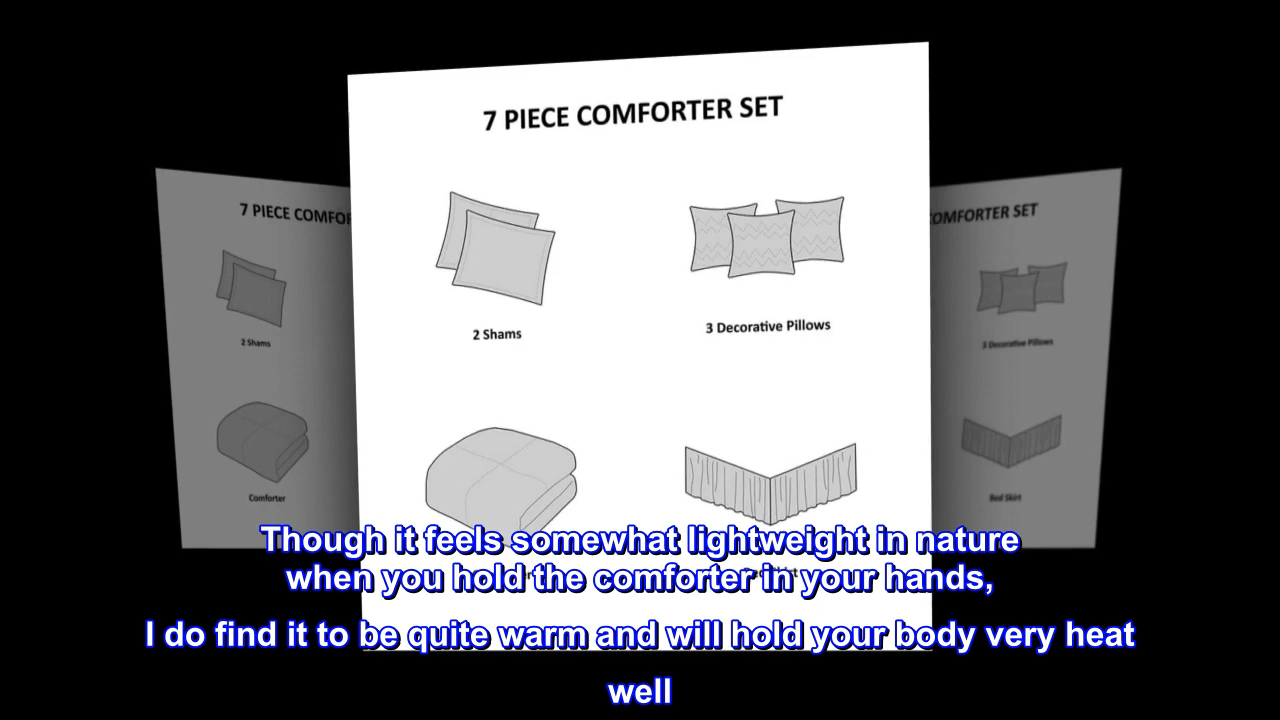 7 PIECE COMFORTER SET
2 Shams
3 Decorative Pillows
7 PIECE COMFOR
2 Shams
Comforter
COMFORTER SET
3 Decorative Pillows
Bed Skirt
Though it feels somewhat lightweight in nature
when you hold the comforter in your hands,
I do find it to be quite warm and will hold your body very heat
well